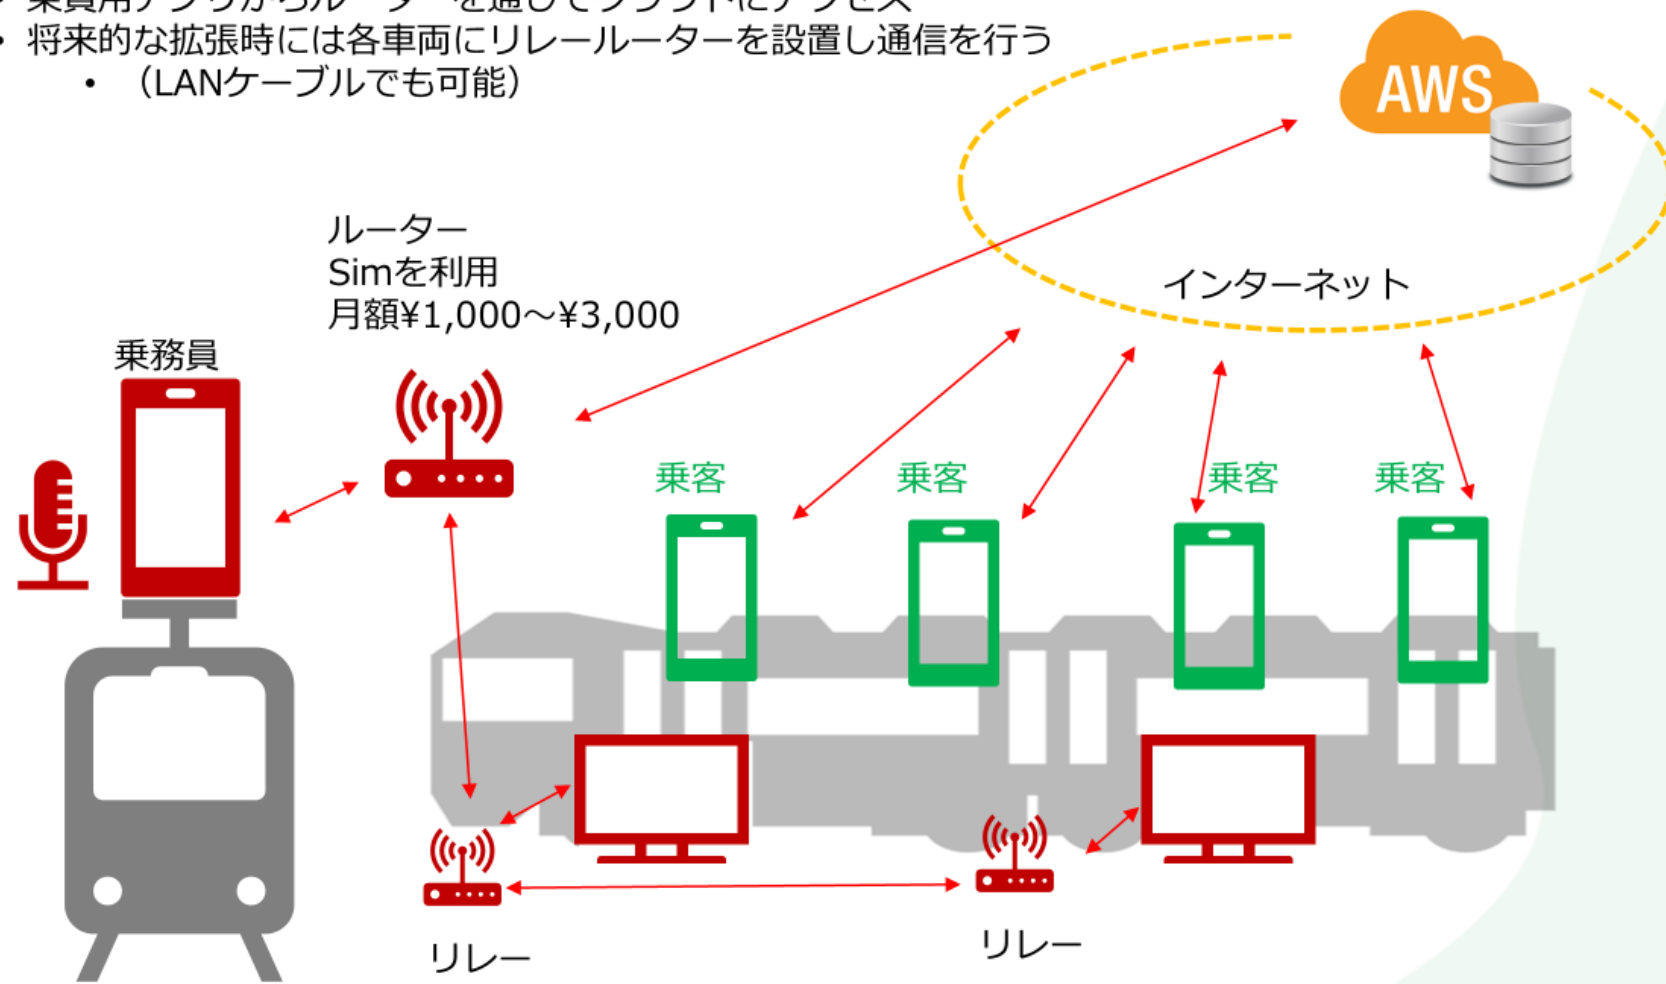 ・将来的な拡張時には各車両にリレールーターを設置し通信を行う
・（LANケーブルでも可能）
AWS
ルーター
Simを利用
月額¥1,000～¥3,000
インターネット
乗務員
乗客
乗客
乗客
乗客
リレー
リレー